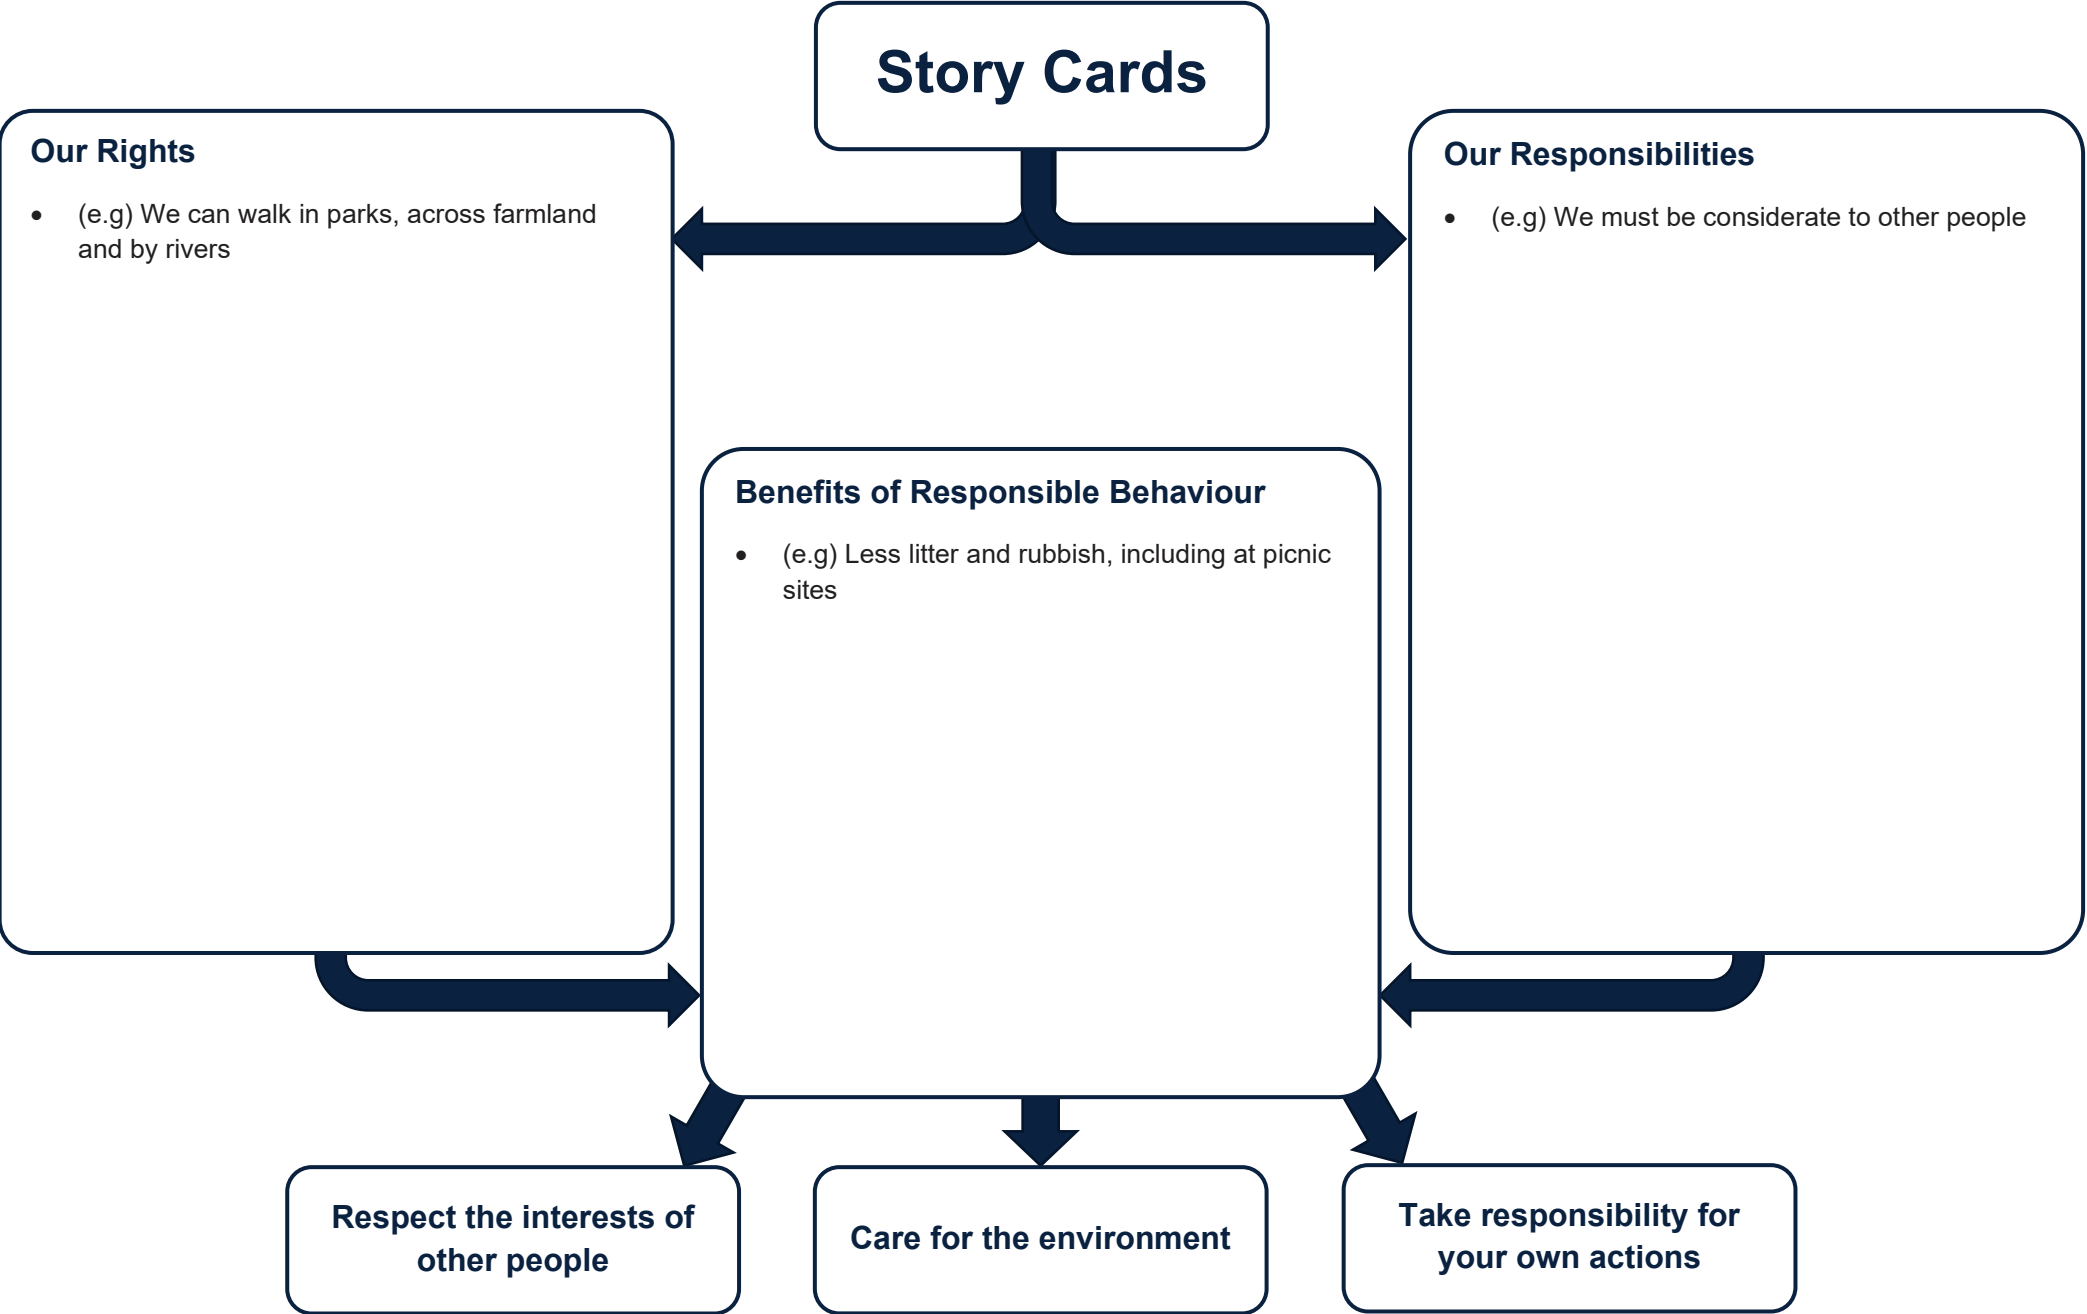 Story Cards
Our Rights
• (e.g) We can walk in parks, across farmland
and by rivers
Our Responsibilities
• (e.g) We must be considerate to other people
Benefits of Responsible Behaviour
• (e.g) Less litter and rubbish, including at picnic
sites
Respect the interests of
other people
Care for the environment
Take responsibility for
your own actions